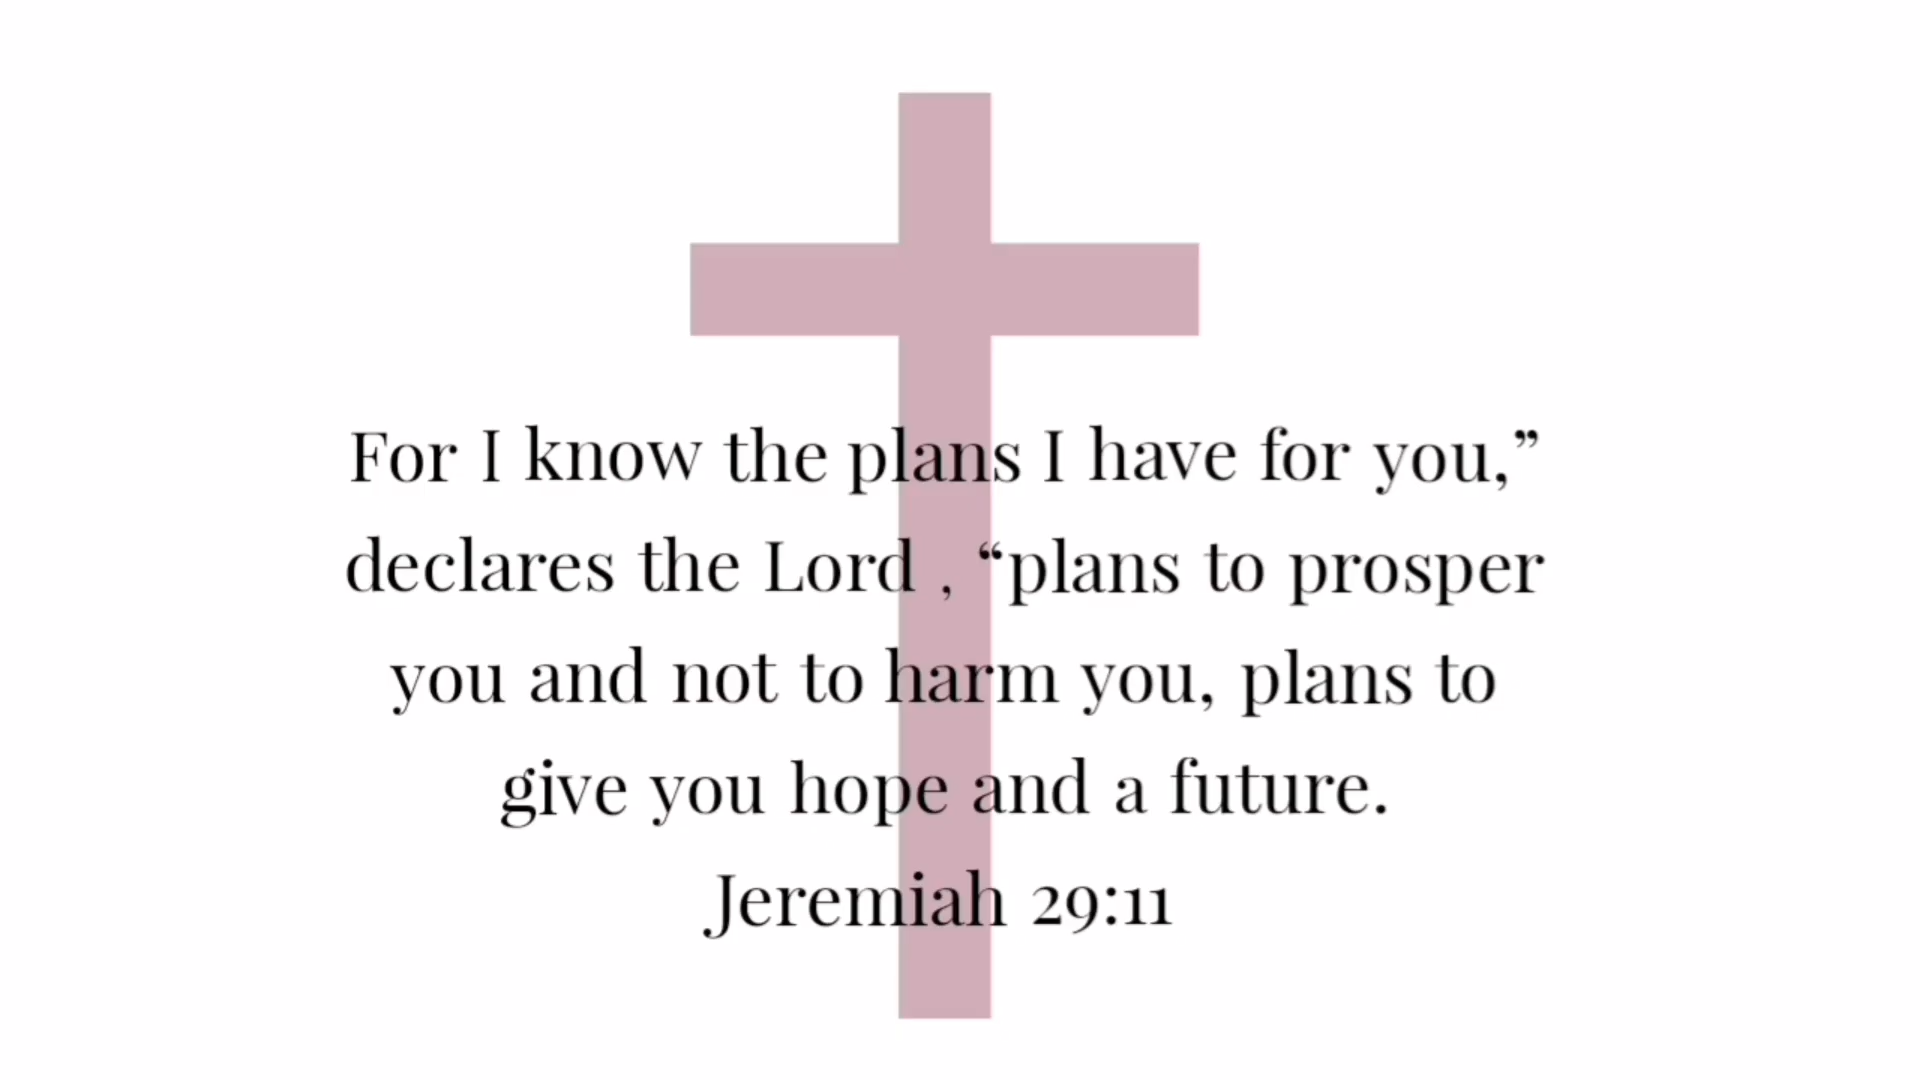 For I know the plans I have for you,”
declares the Lord , “plans to prosper
you and not to harm you, plans to
give you hope and a future.
Jeremiah 29:11